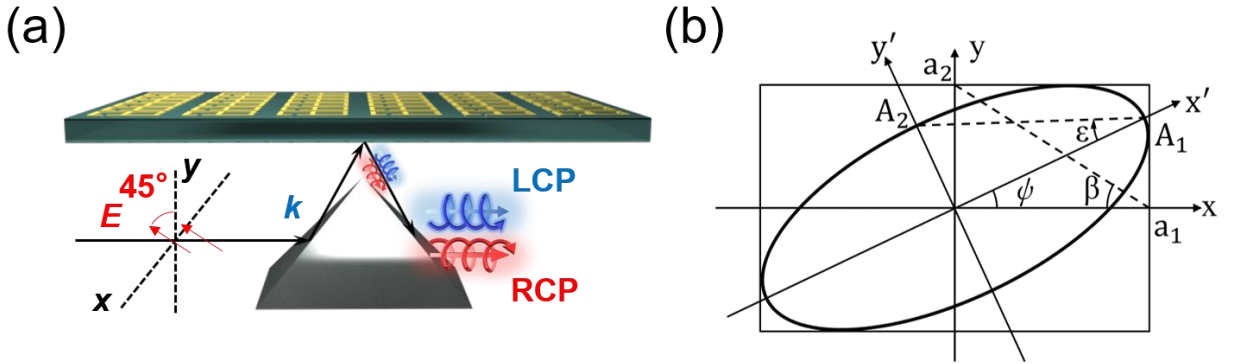 (a)
45°
E
y
x
k
LCP
RCP
(b)
y′
y
a₂
x′
A₂
ε
A₁
ψ
β
x
a₁